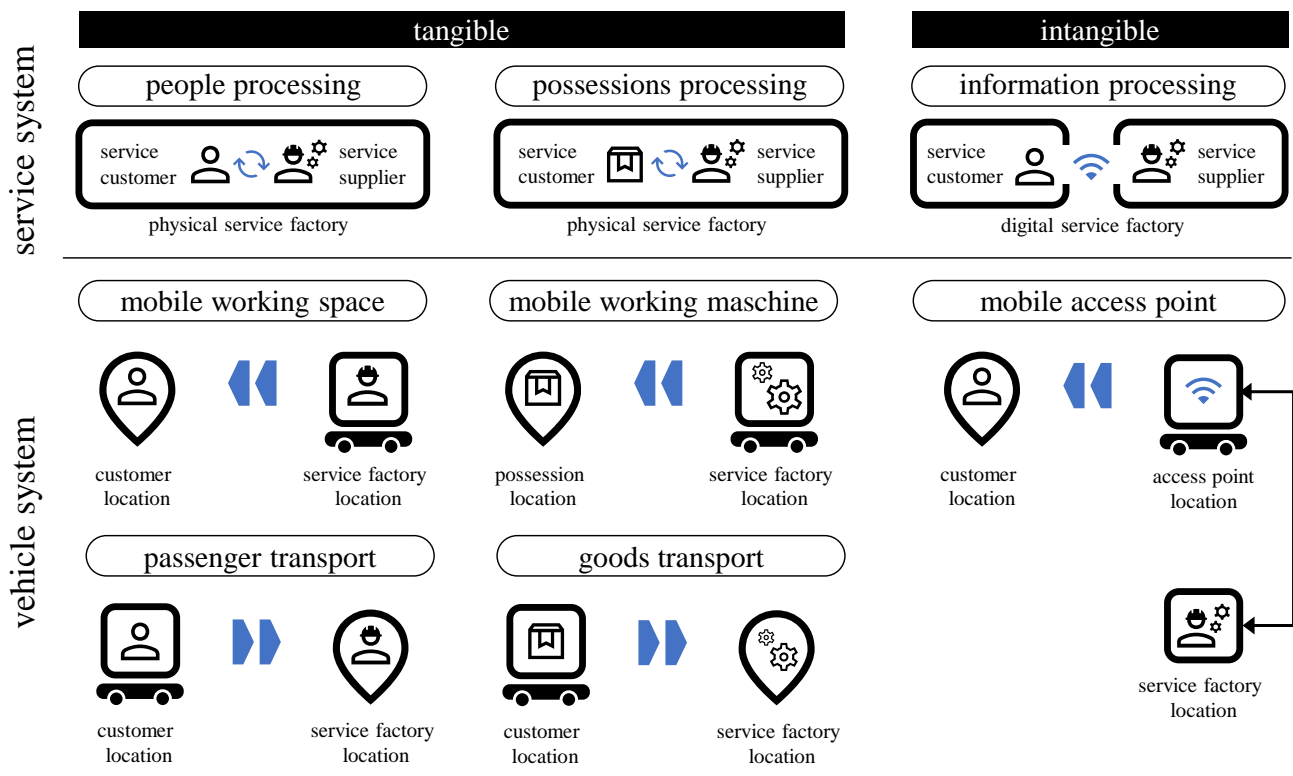 tangible
intangible
service system
people processing
possessions processing
information processing
service
customer
service
supplier
service
customer
service
supplier
service
customer
service
supplier
physical service factory
physical service factory
digital service factory
vehicle system
mobile working space
mobile working maschine
mobile access point
customer
location
service factory
location
possession
location
service factory
location
customer
location
access point
location
passenger transport
goods transport
customer
location
service factory
location
customer
location
service factory
location
service factory
location